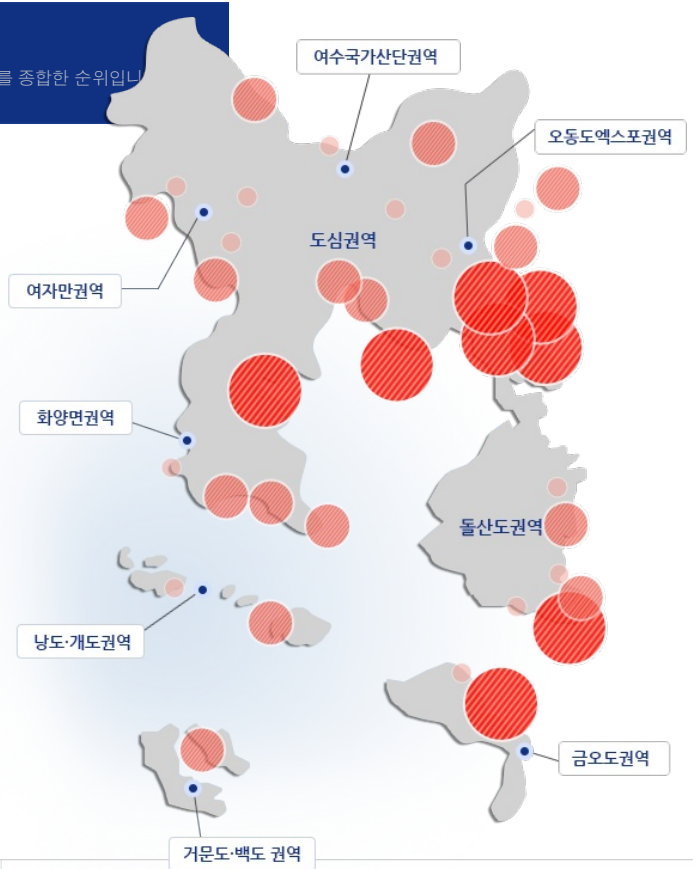 를 종합한 순위입니
여수국가산단권역
오동도엑스포권역
도심권역
여자만권역
화양면권역
돌산도권역
낭도·개도권역
금오도권역
거문도·백도 권역